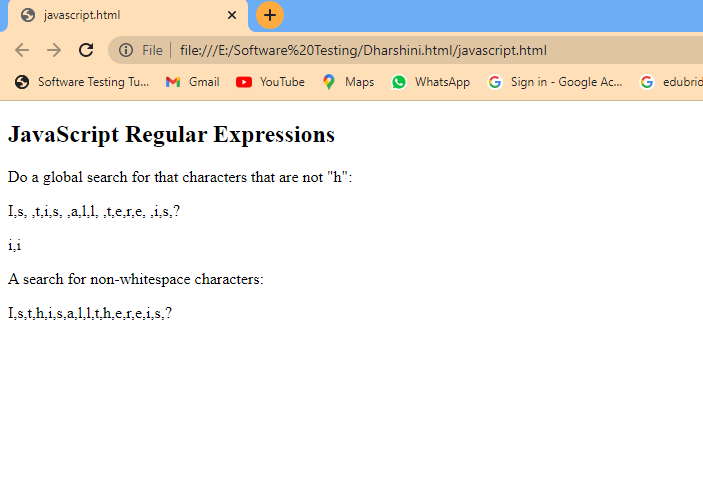 javascript.html
File | file:///E:/Software%20Testing/Dharshini.html/javascript.html
Software Testing Tu... Gmail YouTube Maps WhatsApp Sign in - Google Ac... edubrid
JavaScript Regular Expressions
Do a global search for that characters that are not "h":
I,s, ,t,i,s, ,a,l,l, ,t,e,r,e, ,i,s,?
i,i
A search for non-whitespace characters:
I,s,t,h,i,s,a,l,l,t,h,e,r,e,i,s,?